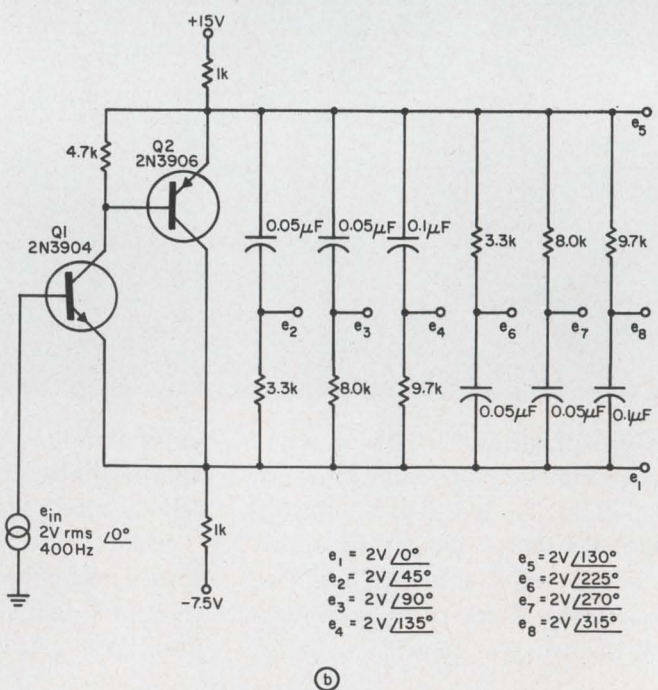 +15V
1k
e5
4.7k
Q2
2N3906
0.05μF
0.05μF
0.1μF
3.3k
8.0k
9.7k
Q1
2N3904
e2
e3
e4
e6
e7
e8
3.3k
8.0k
9.7k
0.05μF
0.05μF
0.1μF
e1
ein
2V rms /0°
400Hz
1k
-7.5V
e1 = 2V /0°
e2 = 2V /45°
e3 = 2V /90°
e4 = 2V /135°
e5 = 2V /130°
e6 = 2V /225°
e7 = 2V /270°
e8 = 2V /315°
b